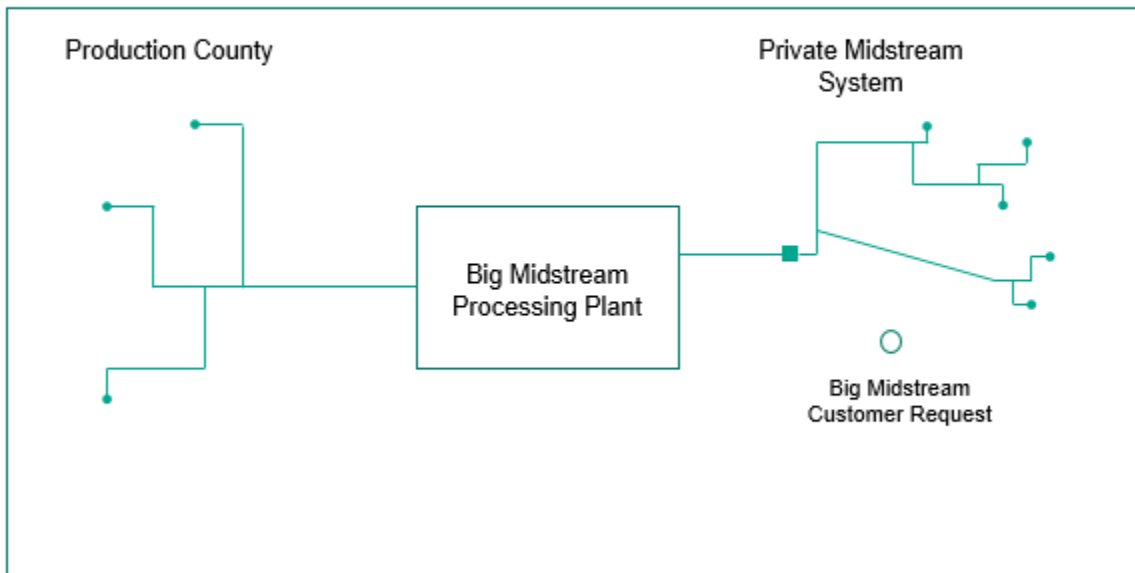 Production County
Private Midstream
System
Big Midstream
Processing Plant
Big Midstream
Customer Request